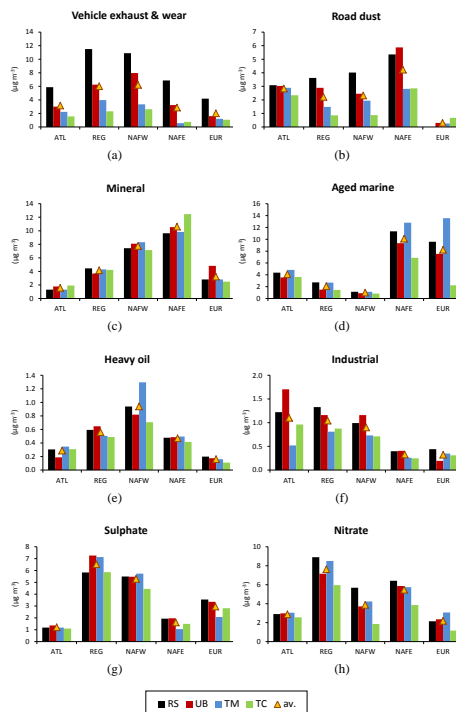 Vehicle exhaust & wear
14
12
10
8
6
4
2
0
(µg m⁻³)
ATL REG NAFW NAFE EUR
(a)
Road dust
7
6
5
4
3
2
1
0
(µg m⁻³)
ATL REG NAFW NAFE EUR
(b)
Mineral
14
12
10
8
6
4
2
0
(µg m⁻³)
ATL REG NAFW NAFE EUR
(c)
Aged marine
16
14
12
10
8
6
4
2
0
(µg m⁻³)
ATL REG NAFW NAFE EUR
(d)
Heavy oil
1.4
1.2
1.0
0.8
0.6
0.4
0.2
0.0
(µg m⁻³)
ATL REG NAFW NAFE EUR
(e)
Industrial
2.0
1.5
1.0
0.5
0.0
(µg m⁻³)
ATL REG NAFW NAFE EUR
(f)
Sulphate
8
7
6
5
4
3
2
1
0
(µg m⁻³)
ATL REG NAFW NAFE EUR
(g)
Nitrate
10
8
6
4
2
0
(µg m⁻³)
ATL REG NAFW NAFE EUR
(h)
RS UB TM TC av.